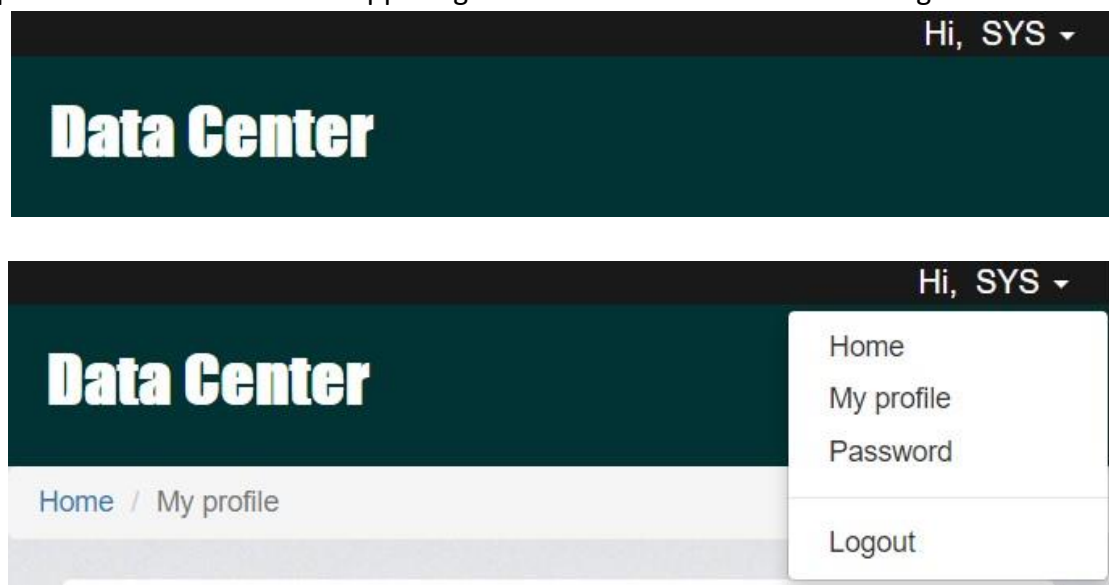 Hi, SYS
Data Center
Hi, SYS
Data Center
Home
My profile
Password
Home / My profile
Logout